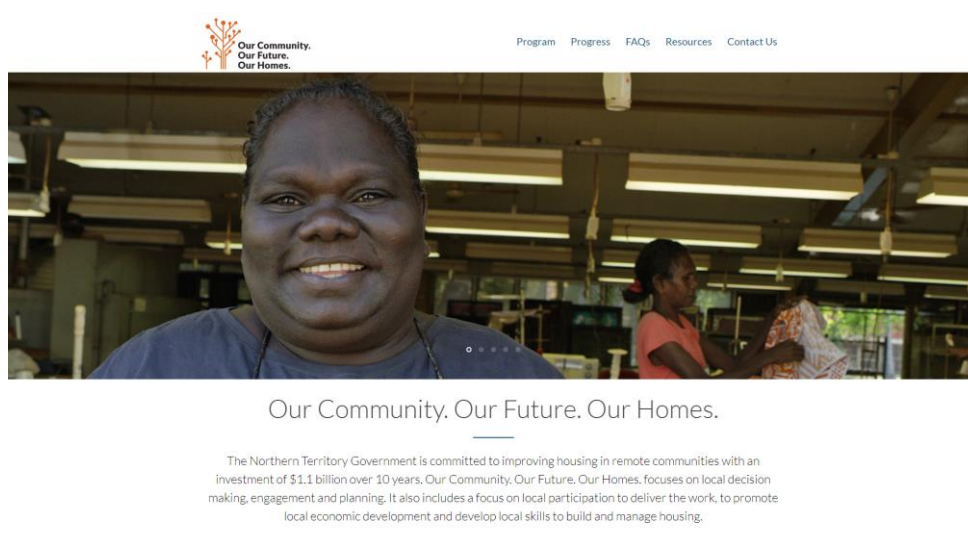 Our Community.
Our Future.
Our Homes.
Program Progress FAQs Resources Contact Us
Our Community. Our Future. Our Homes.
The Northern Territory Government is committed to improving housing in remote communities with an
investment of $1.1 billion over 10 years. Our Community. Our Future. Our Homes. focuses on local decision
making, engagement and planning. It also includes a focus on local participation to deliver the work, to promote
local economic development and develop local skills to build and manage housing.